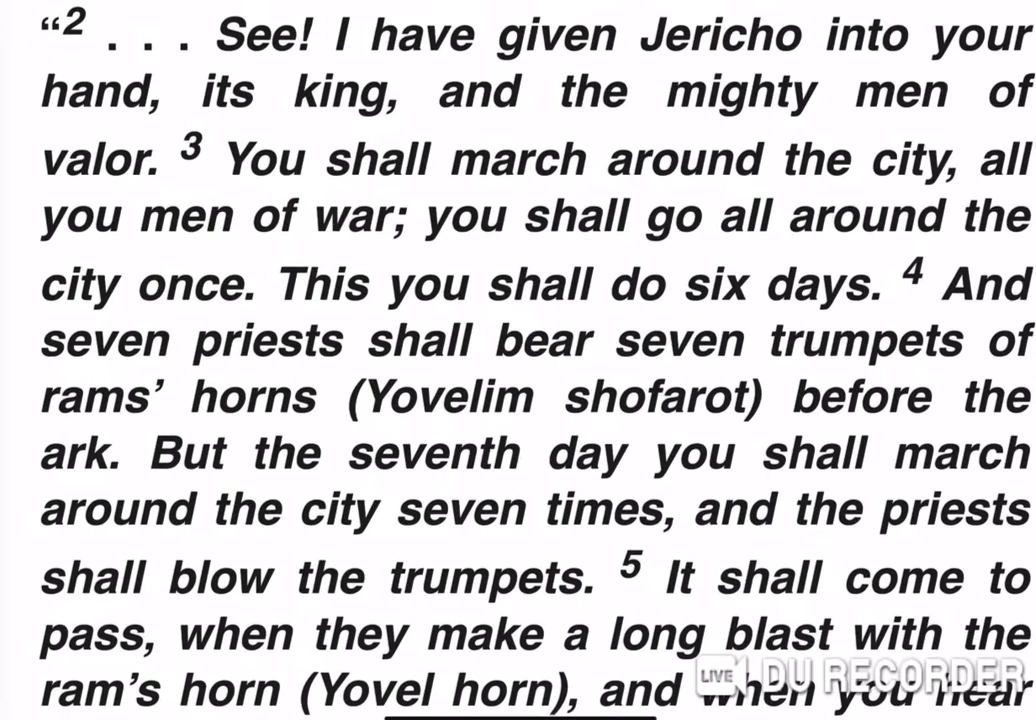 “2 . . . See! I have given Jericho into your
hand, its king, and the mighty men of
valor. 3 You shall march around the city, all
you men of war; you shall go all around the
city once. This you shall do six days. 4 And
seven priests shall bear seven trumpets of
rams’ horns (Yovelim shofarot) before the
ark. But the seventh day you shall march
around the city seven times, and the priests
shall blow the trumpets. 5 It shall come to
pass, when they make a long blast with the
ram’s horn (Yovel horn), and when you hear
LIVE DU RECORDER